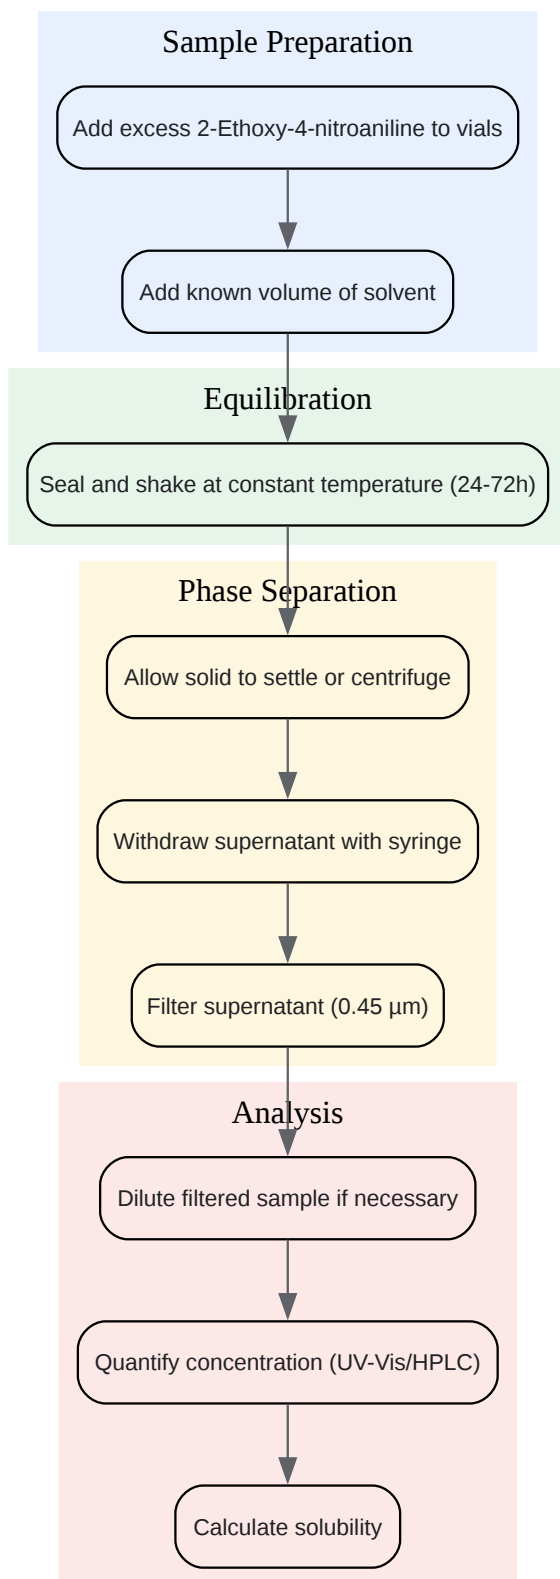 Sample Preparation
Add excess 2-Ethoxy-4-nitroaniline to vials
Add known volume of solvent
Equilibration
Seal and shake at constant temperature (24-72h)
Phase Separation
Allow solid to settle or centrifuge
Withdraw supernatant with syringe
Filter supernatant (0.45 µm)
Analysis
Dilute filtered sample if necessary
Quantify concentration (UV-Vis/HPLC)
Calculate solubility